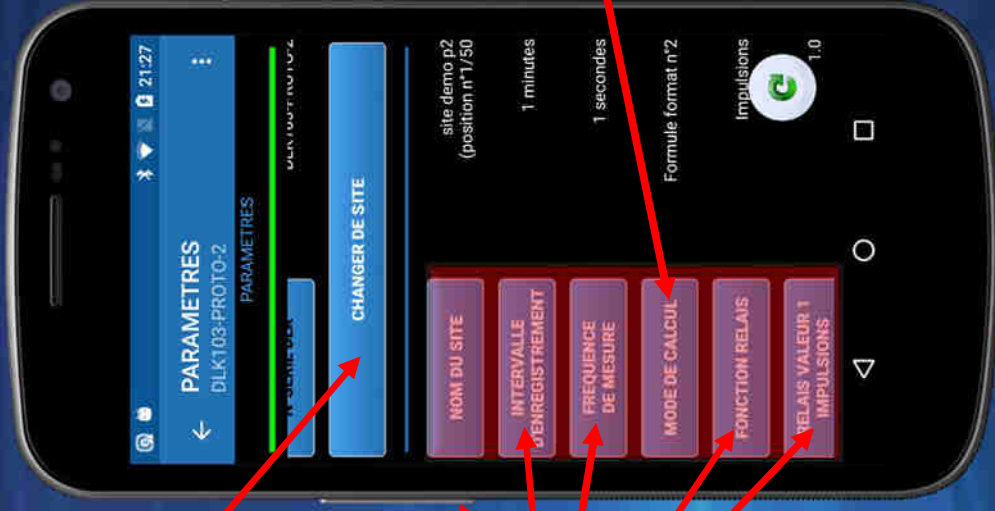 21:27
PARAMETRES
DLK103-PROTO-2
PARAMETRES
CHANGER DE SITE
NOM DU SITE
site demo p2
(position n°1/50
INTERVALLE
D'ENREGISTREMENT
1 minutes
FREQUENCE
DE MESURE
1 secondes
MODE DE CALCUL
Formule format n°2
FONCTION RELAIS
Impulsions
RELAIS VALEUR 1
IMPULSIONS
1.0